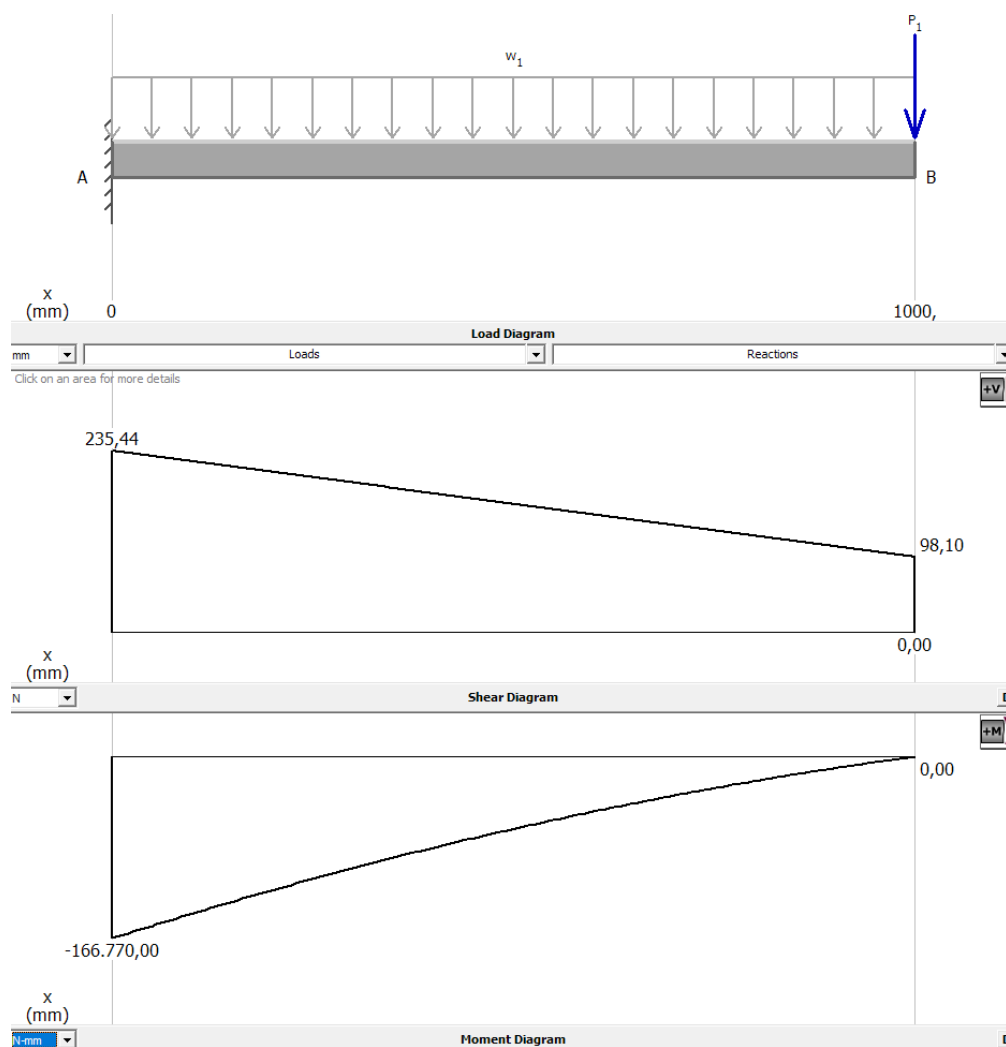 P1
w1
A
B
x
(mm)
0
1000,
Load Diagram
mm
Loads
Reactions
Click on an area for more details
+V
235,44
98,10
0,00
x
(mm)
N
Shear Diagram
+M
0,00
-166.770,00
x
(mm)
N-mm
Moment Diagram